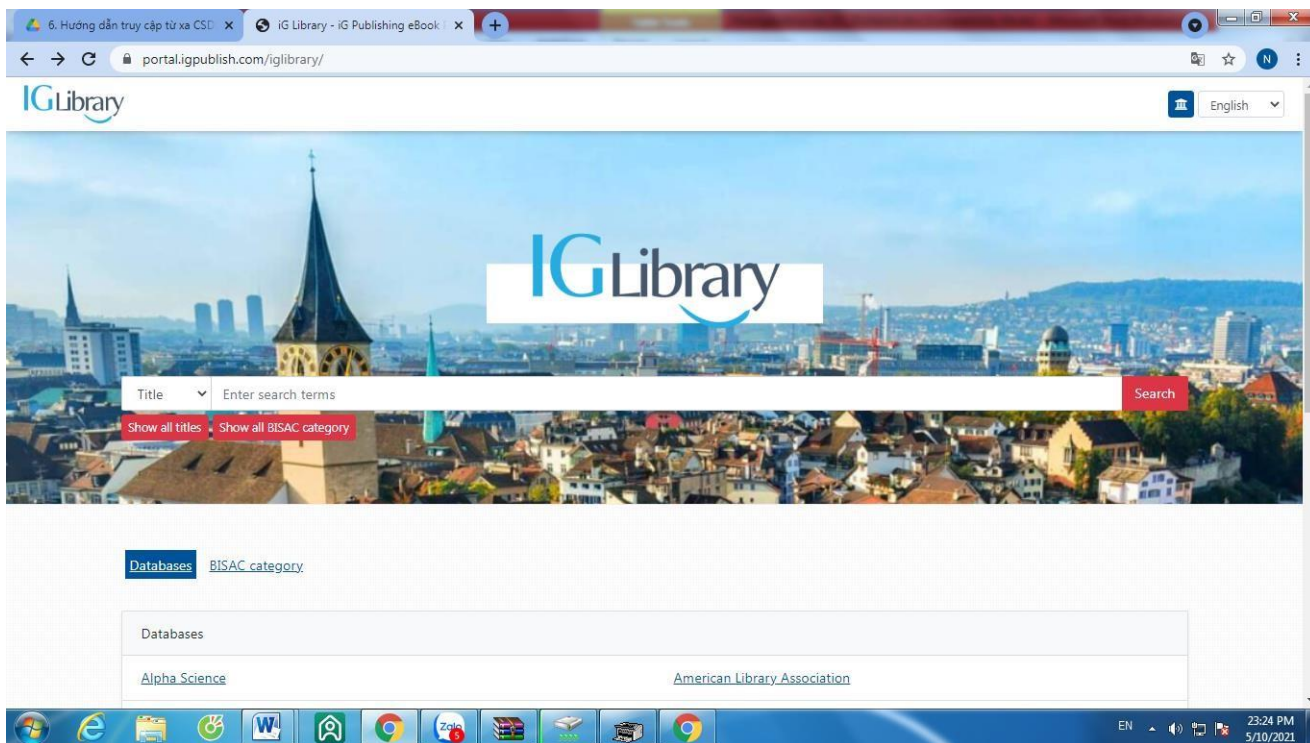 6. Hướng dẫn truy cập từ xa CSD
iG Library - iG Publishing eBook
portal.igpublish.com/iglibrary/
N
IGLibrary
English
IGLibrary
Title
Enter search terms
Search
Show all titles
Show all BISAC category
Databases
BISAC category
Databases
Alpha Science
American Library Association
Zalo
5
EN
23:24 PM
5/10/2021